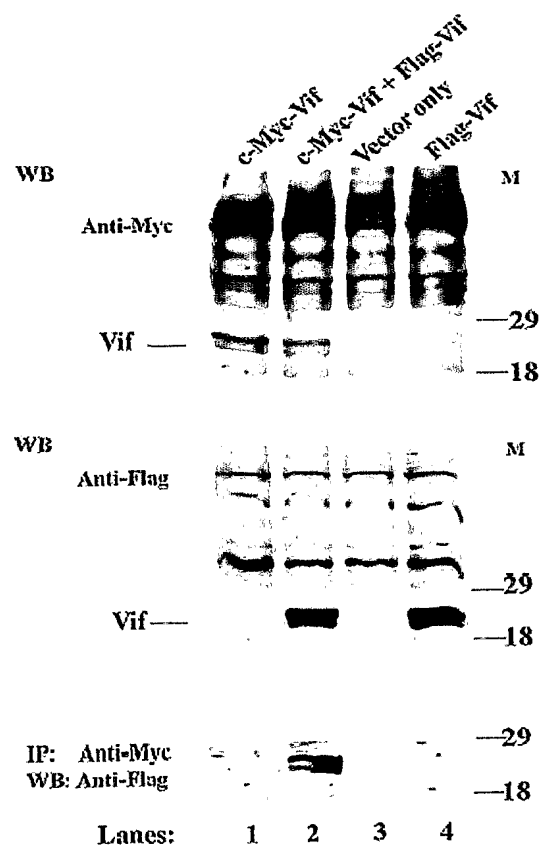 c-Myc-Vif
c-Myc-Vif + Flag-Vif
Vector only
Flag-Vif
WB
M
Anti-Myc
29
Vif
18
WB
M
Anti-Flag
29
Vif
18
29
IP: Anti-Myc
WB: Anti-Flag
18
Lanes: 1 2 3 4